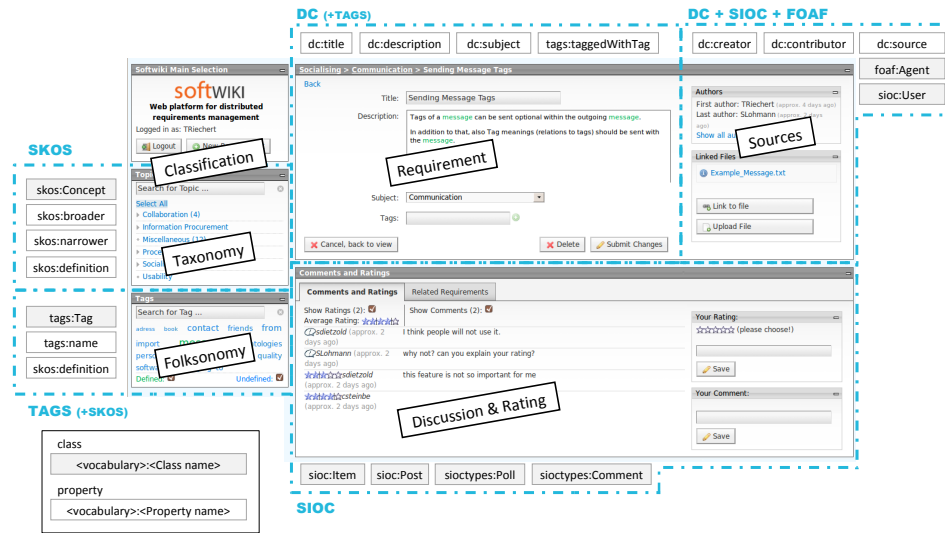 DC (+TAGS)
DC + SIOC + FOAF
dc:title
dc:description
dc:subject
tags:taggedWithTag
dc:creator
dc:contributor
dc:source
foaf:Agent
sioc:User
Softwiki Main Selection
softWIKI
Web platform for distributed
requirements management
Logged in as: TRiechert
Logout
Classification
Socialising > Communication > Sending Message Tags
Back
Title:
Sending Message Tags
Description:
Tags of a message can be sent optional within the outgoing message.
In addition to that, also Tag meanings (relations to tags) should be sent with
the message.
Requirement
Subject:
Communication
Tags:
Cancel, back to view
Delete
Submit Changes
Authors
First author: TRiechert (approx. 4 days ago)
Last author: SLohmann
ago)
Show all
Sources
Linked Files
Example_Message.txt
Link to file
Upload File
SKOS
skos:Concept
skos:broader
skos:narrower
skos:definition
Search for Topic ...
Select All
Collaboration (4)
Information Procurement
Miscellaneous
Usability
Taxonomy
tags:Tag
tags:name
skos:definition
TAGS (+SKOS)
Tags
Search for Tag ...
adress book contact friends from
import
quality
Defined:
Undefined:
Folksonomy
Comments and Ratings
Comments and Ratings
Related Requirements
Show Ratings (2):
Show Comments (2):
Average Rating:
sdietzold (approx. 2
days ago)
I think people will not use it.
SLohmann (approx. 2
days ago)
why not? can you explain your rating?
sdietzold
(approx. 2 days ago)
this feature is not so important for me
csteinbe
(approx. 2 days ago)
Discussion & Rating
Your Rating:
(please choose!)
Save
Your Comment:
Save
sioc:Item
sioc:Post
sioctypes:Poll
sioctypes:Comment
SIOC
class
<vocabulary>:<Class name>
property
<vocabulary>:<Property name>